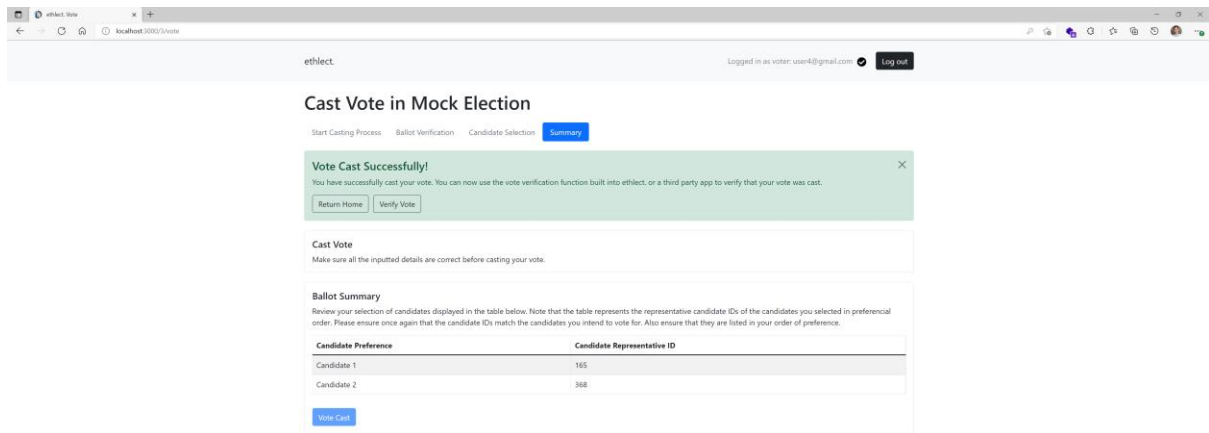 ethlect. Vote
localhost:3000/3/vote
ethlect.
Logged in as voter: user4@gmail.com
Log out
Cast Vote in Mock Election
Start Casting Process
Ballot Verification
Candidate Selection
Summary
Vote Cast Successfully!
You have successfully cast your vote. You can now use the vote verification function built into ethlect, or a third party app to verify that your vote was cast.
Return Home
Verify Vote
Cast Vote
Make sure all the inputted details are correct before casting your vote.
Ballot Summary
Review your selection of candidates displayed in the table below. Note that the table represents the representative candidate IDs of the candidates you selected in preferencial
order. Please ensure once again that the candidate IDs match the candidates you intend to vote for. Also ensure that they are listed in your order of preference.
Candidate Preference Candidate Representative ID
Candidate 1 165
Candidate 2 368
Vote Cast